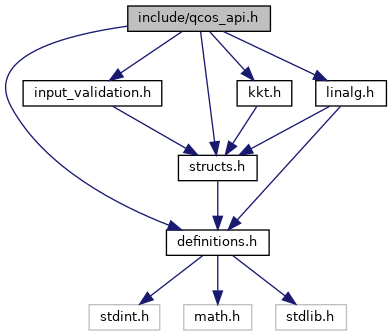 include/qcos_api.h
input_validation.h
kkt.h
linalg.h
structs.h
definitions.h
stdint.h
math.h
stdlib.h